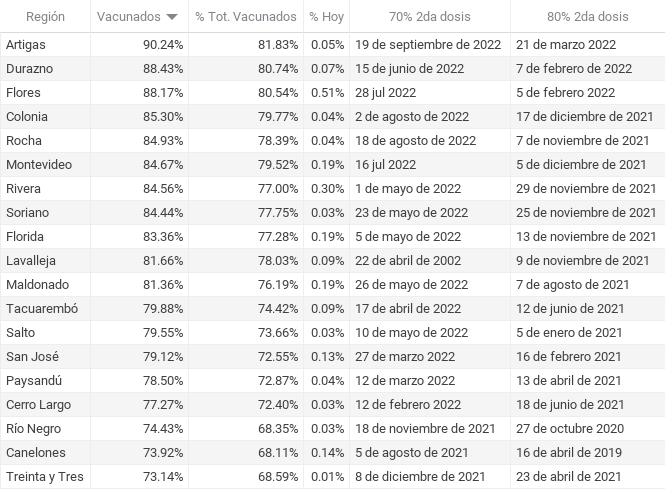 Región Vacunados % Tot. Vacunados % Hoy 70% 2da dosis 80% 2da dosis
Artigas 90.24% 81.83% 0.05% 19 de septiembre de 2022 21 de marzo 2022
Durazno 88.43% 80.74% 0.07% 15 de junio de 2022 7 de febrero de 2022
Flores 88.17% 80.54% 0.51% 28 jul 2022 5 de febrero 2022
Colonia 85.30% 79.77% 0.04% 2 de agosto de 2022 17 de diciembre de 2021
Rocha 84.93% 78.39% 0.04% 18 de agosto de 2022 7 de noviembre de 2021
Montevideo 84.67% 79.52% 0.19% 16 jul 2022 5 de diciembre de 2021
Rivera 84.56% 77.00% 0.30% 1 de mayo de 2022 29 de noviembre de 2021
Soriano 84.44% 77.75% 0.03% 23 de mayo de 2022 25 de noviembre de 2021
Florida 83.36% 77.28% 0.19% 5 de mayo de 2022 13 de noviembre de 2021
Lavalleja 81.66% 78.03% 0.09% 22 de abril de 2002 9 de noviembre de 2021
Maldonado 81.36% 76.19% 0.19% 26 de mayo de 2022 7 de agosto de 2021
Tacuarembó 79.88% 74.42% 0.09% 17 de abril de 2022 12 de junio de 2021
Salto 79.55% 73.66% 0.03% 10 de mayo de 2022 5 de enero de 2021
San José 79.12% 72.55% 0.13% 27 de marzo de 2022 16 de febrero de 2021
Paysandú 78.50% 72.87% 0.04% 12 de marzo de 2022 13 de abril de 2021
Cerro Largo 77.27% 72.40% 0.03% 12 de febrero de 2022 18 de junio de 2021
Río Negro 74.43% 68.35% 0.03% 18 de noviembre de 2021 27 de octubre 2020
Canelones 73.92% 68.11% 0.14% 5 de agosto de 2021 16 de abril de 2019
Treinta y Tres 73.14% 68.59% 0.01% 8 de diciembre de 2021 23 de abril de 2021